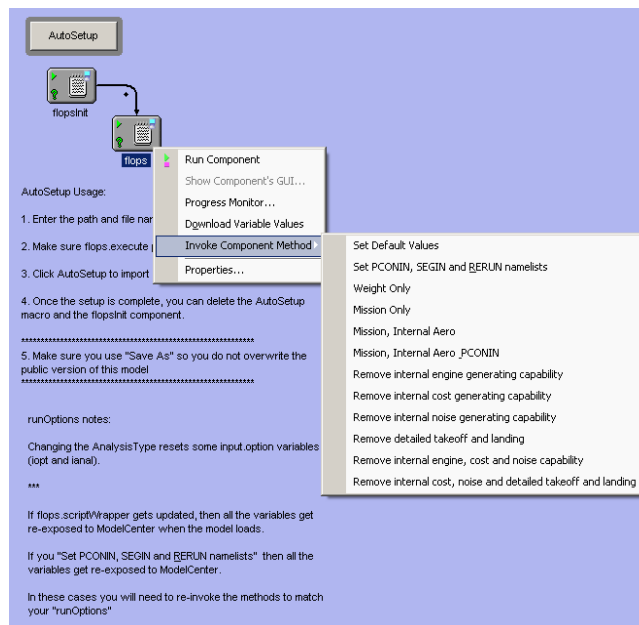 AutoSetup
flopsInit
flops
Run Component
Show Component's GUI...
Progress Monitor...
Download Variable Values
Invoke Component Method
Properties...
Set Default Values
Set PCONIN, SEGIN and RERUN namelists
Weight Only
Mission Only
Mission, Internal Aero
Mission, Internal Aero ,PCONIN
Remove internal engine generating capability
Remove internal cost generating capability
Remove internal noise generating capability
Remove detailed takeoff and landing
Remove internal engine, cost and noise capability
Remove internal cost, noise and detailed takeoff and landing
AutoSetup Usage:
1. Enter the path and file
2. Make sure flops.execute
3. Click AutoSetup to import
4. Once the setup is complete, you can delete the AutoSetup
macro and the flopsInit component.
5. Make sure you use "Save As" so you do not overwrite the
public version of this model
runOptions notes:
Changing the AnalysisType resets some input.option variables
(iopt and ianal).
***
If flops.scriptWrapper gets updated, then all the variables get
re-exposed to ModelCenter when the model loads.
If you "Set PCONIN, SEGIN and RERUN namelists" then all the
variables get re-exposed to ModelCenter.
In these cases you will need to re-invoke the methods to match
your "runOptions"